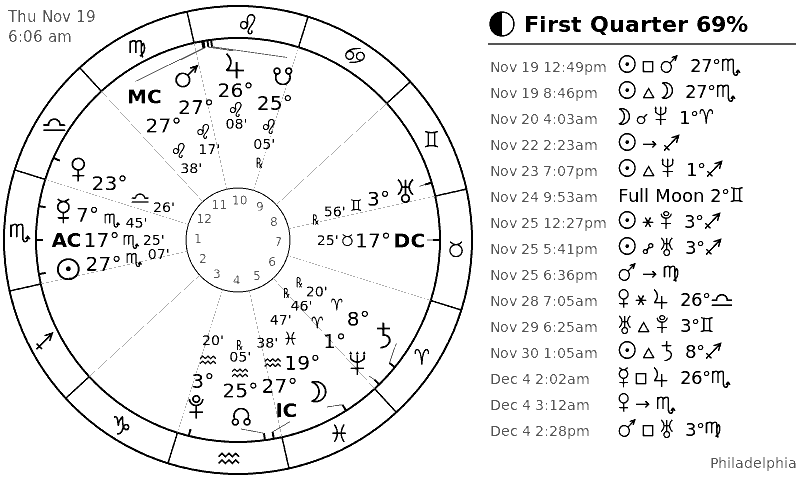 Thu Nov 19
6:06 am
First Quarter 69%
Nov 19 12:49pm ☉ □ ♂ 27°♏
Nov 19 8:46pm ☉ △ ☽ 27°♏
Nov 20 4:03am ☽ ☌ ♆ 1°♈
Nov 22 2:23am ☉ → ♐
Nov 23 7:07pm ☉ △ ♆ 1°♐
Nov 24 9:53am Full Moon 2°♊
Nov 25 12:27pm ☉ ⚹ ♇ 3°♐
Nov 25 5:41pm ☉ ☍ ♅ 3°♐
Nov 25 6:36pm ♂ → ♍
Nov 28 7:05am ♀ ⚹ ♃ 26°♎
Nov 29 6:25am ♅ △ ♇ 3°♊
Nov 30 1:05am ☉ △ ♄ 8°♐
Dec 4 2:02am ☿ □ ♃ 26°♏
Dec 4 3:12am ♀ → ♏
Dec 4 2:28pm ♂ □ ♅ 3°♍
Philadelphia
MC 27° ♌ 38'
♂ 27° ♌ 17'
♃ 26° ♌ 08'
☋ 25° ♌ 05' ℞
♀ 23° ♎ 26'
☿ 7° ♏ 45'
AC 17° ♏ 25'
☉ 27° ♏ 07'
♅ 3° ♊ 56' ℞
DC 17° ♉ 25'
♄ 8° ♈ 20' ℞
♆ 1° ♈ 46' ℞
☽ 19° ♓ 47'
IC 27° ♒ 38'
☊ 25° ♒ 05' ℞
♇ 3° ♒ 20'
♌ ♋ ♊ ♉ ♈ ♓ ♒ ♑ ♐ ♏ ♎ ♍
1 2 3 4 5 6 7 8 9 10 11 12